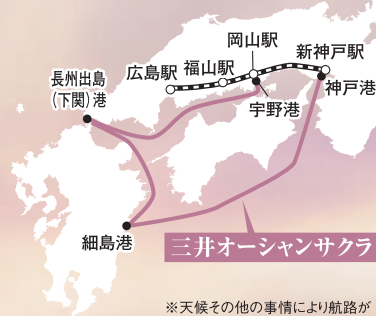 岡山駅
新神戸駅
福山駅
広島駅
長州出島
（下関）港
神戸港
宇野港
細島港
三井オーシャンサクラ
※天候その他の事情により航路が